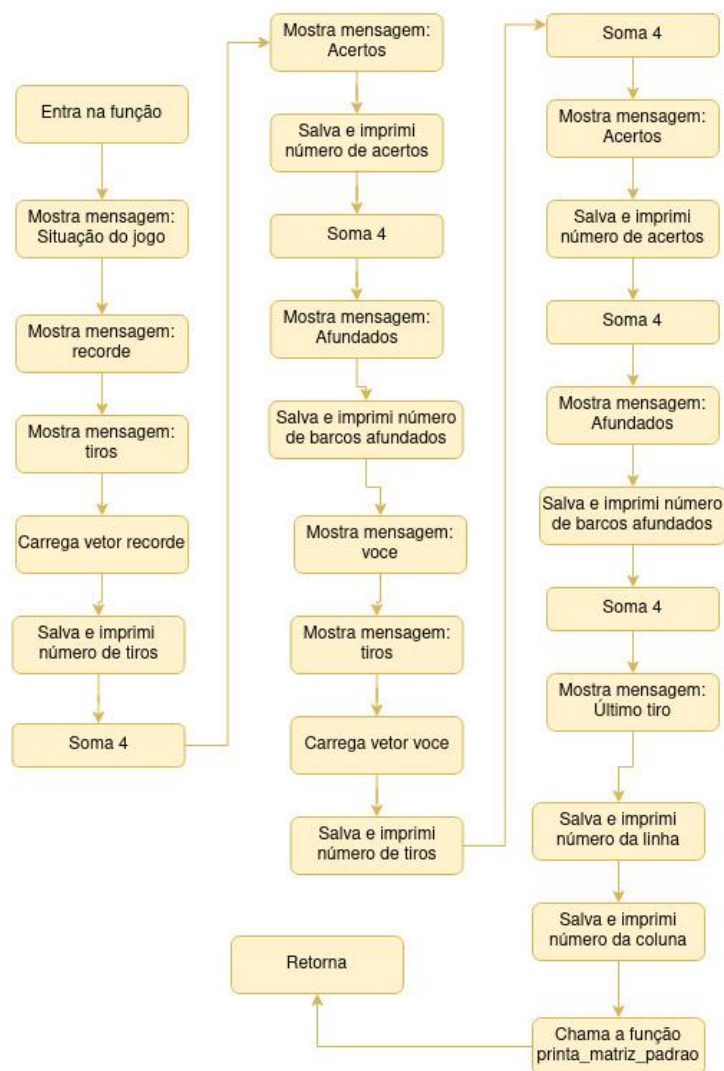 Entra na função
Mostra mensagem:
Situação do jogo
Mostra mensagem:
recorde
Mostra mensagem:
tiros
Carrega vetor recorde
Salva e imprimi
número de tiros
Soma 4
Mostra mensagem:
Acertos
Salva e imprimi
número de acertos
Soma 4
Mostra mensagem:
Afundados
Salva e imprimi número
de barcos afundados
Mostra mensagem:
voce
Mostra mensagem:
tiros
Carrega vetor voce
Salva e imprimi
número de tiros
Soma 4
Mostra mensagem:
Acertos
Salva e imprimi
número de acertos
Soma 4
Mostra mensagem:
Afundados
Salva e imprimi número
de barcos afundados
Soma 4
Mostra mensagem:
Último tiro
Salva e imprimi
número da linha
Salva e imprimi
número da coluna
Chama a função
printa_matriz_padrao
Retorna